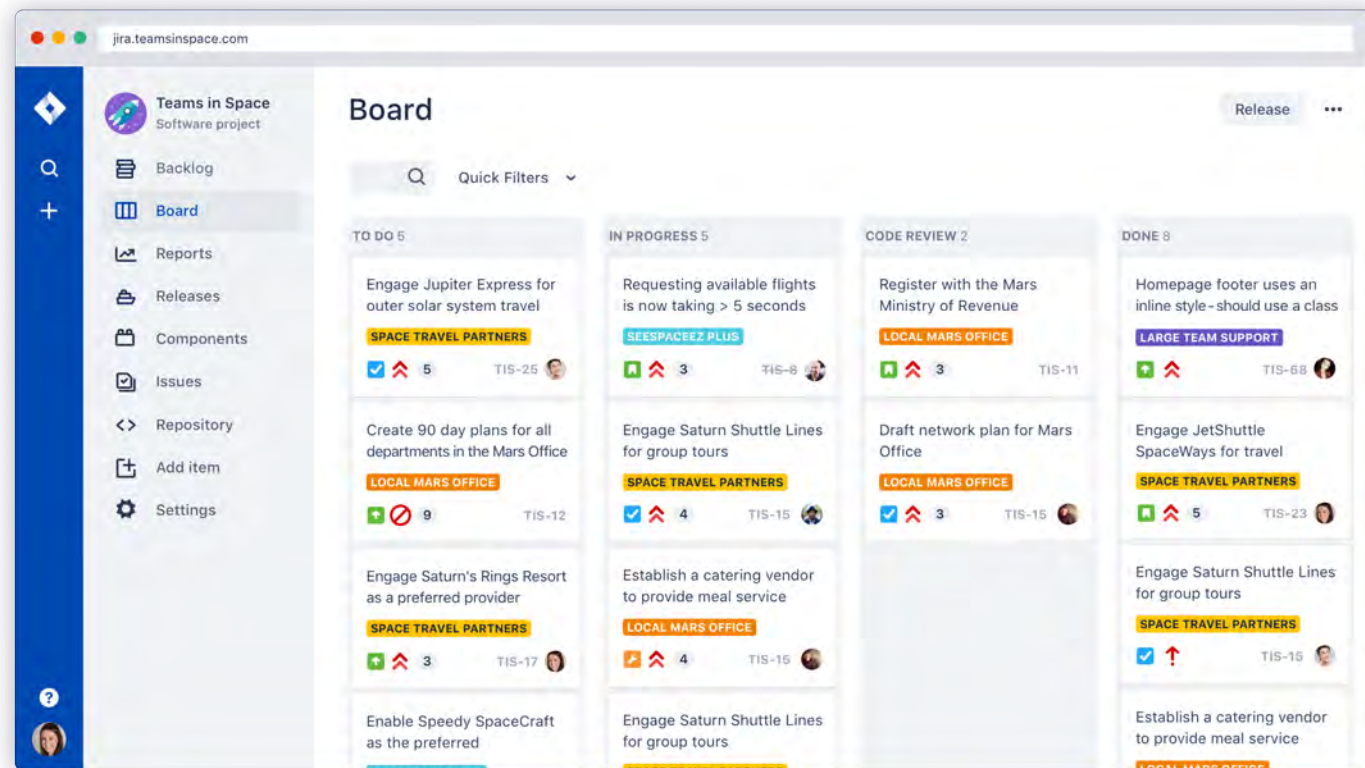 jira.teamsinspace.com
Teams in Space
Software project
Backlog
Board
Reports
Releases
Components
Issues
Repository
Add item
Settings
?
Board
Release
Quick Filters
TO DO 5
Engage Jupiter Express for
outer solar system travel
SPACE TRAVEL PARTNERS
5 TIS-25
Create 90 day plans for all
departments in the Mars Office
LOCAL MARS OFFICE
9 TIS-12
Engage Saturn's Rings Resort
as a preferred provider
SPACE TRAVEL PARTNERS
3 TIS-17
Enable Speedy SpaceCraft
as the preferred
IN PROGRESS 5
Requesting available flights
is now taking > 5 seconds
SEESPACEEZ PLUS
3 TIS-8
Engage Saturn Shuttle Lines
for group tours
SPACE TRAVEL PARTNERS
4 TIS-15
Establish a catering vendor
to provide meal service
LOCAL MARS OFFICE
4 TIS-15
Engage Saturn Shuttle Lines
for group tours
CODE REVIEW 2
Register with the Mars
Ministry of Revenue
LOCAL MARS OFFICE
3 TIS-11
Draft network plan for Mars
Office
LOCAL MARS OFFICE
3 TIS-15
DONE 8
Homepage footer uses an
inline style-should use a class
LARGE TEAM SUPPORT
TIS-68
Engage JetShuttle
SpaceWays for travel
SPACE TRAVEL PARTNERS
5 TIS-23
Engage Saturn Shuttle Lines
for group tours
SPACE TRAVEL PARTNERS
TIS-15
Establish a catering vendor
to provide meal service
LOCAL MARS OFFICE